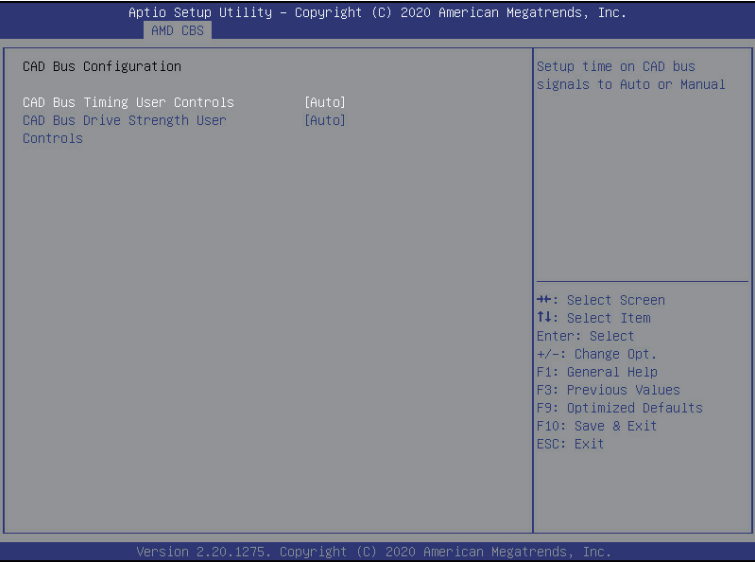 Aptio Setup Utility – Copyright (C) 2020 American Megatrends, Inc.
AMD CBS
CAD Bus Configuration
CAD Bus Timing User Controls [Auto]
CAD Bus Drive Strength User [Auto]
Controls
Setup time on CAD bus
signals to Auto or Manual
→←: Select Screen
↑↓: Select Item
Enter: Select
+/-: Change Opt.
F1: General Help
F3: Previous Values
F9: Optimized Defaults
F10: Save & Exit
ESC: Exit
Version 2.20.1275. Copyright (C) 2020 American Megatrends, Inc.